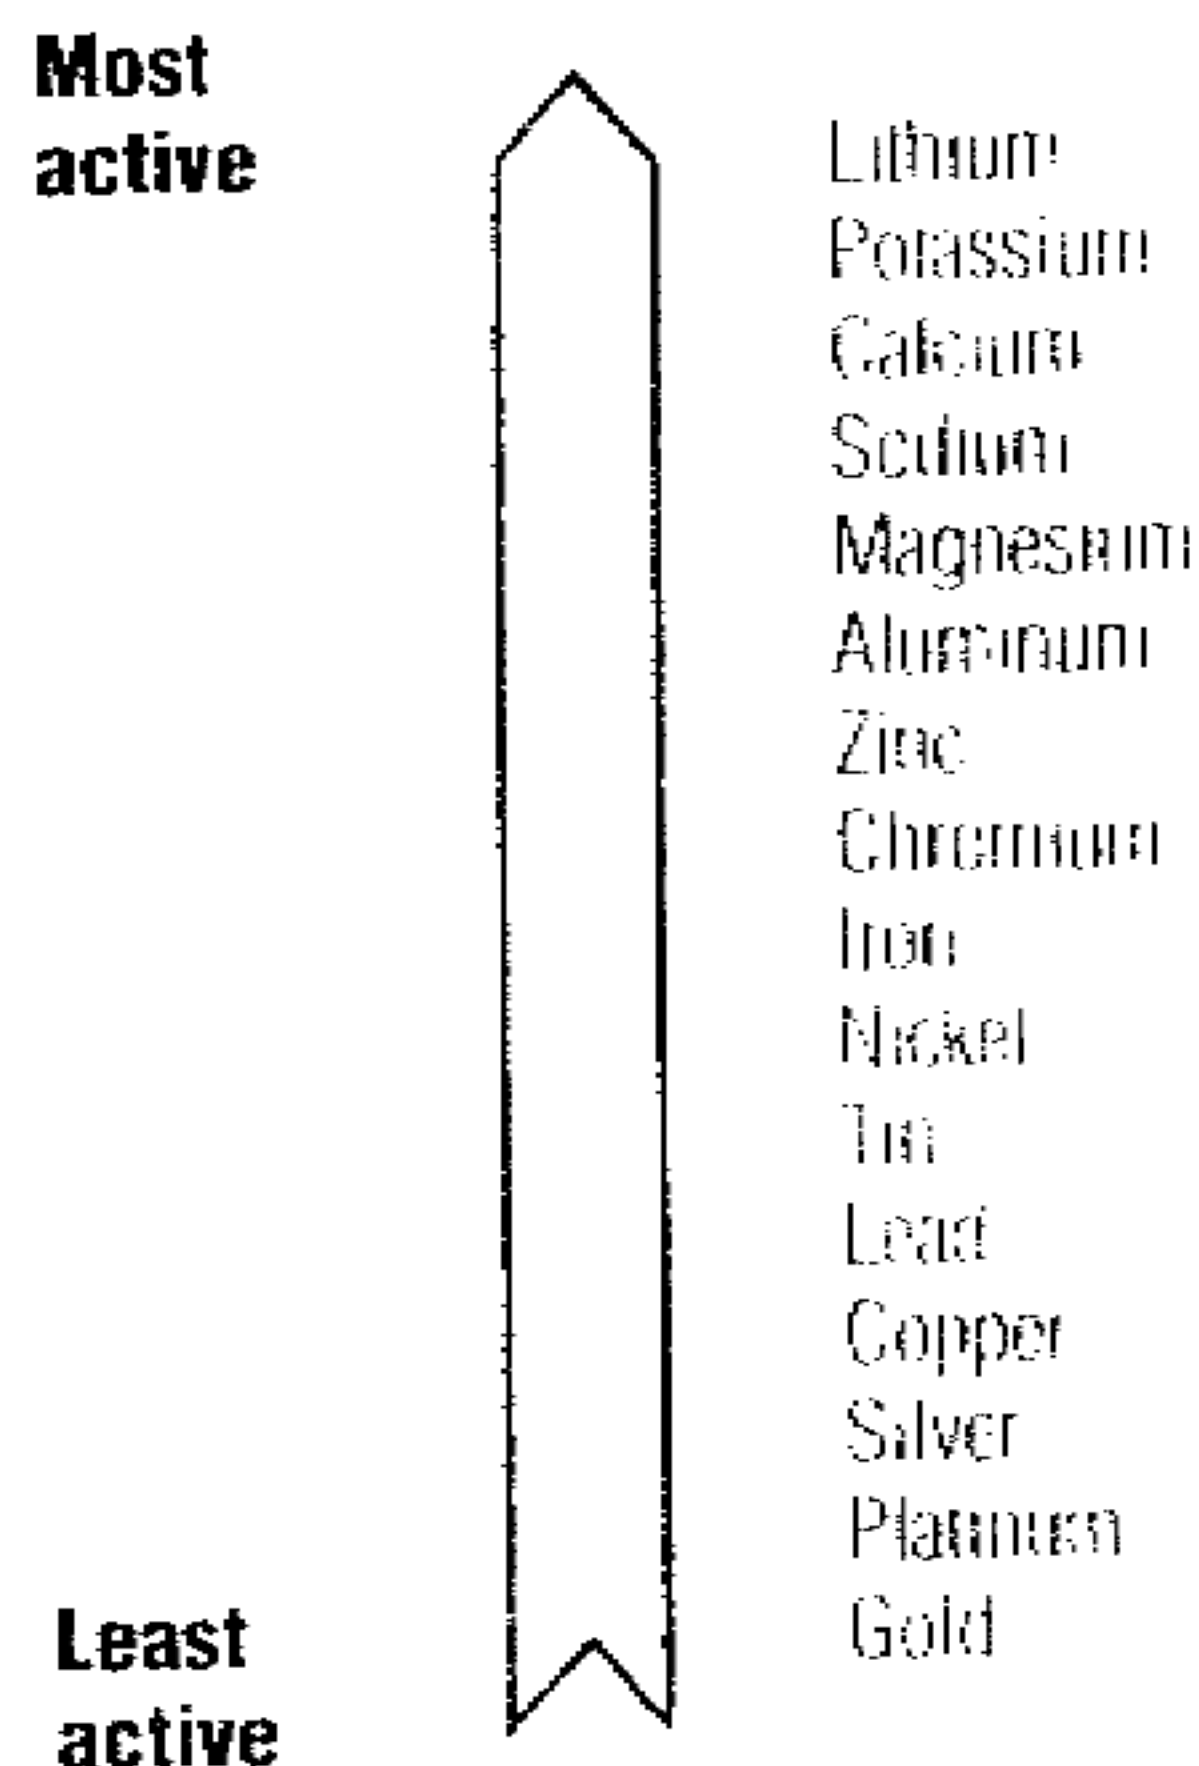 Most
active
Lithium
Potassium
Calcium
Sodium
Magnesium
Aluminum
Zinc
Chromium
Iron
Nickel
Tin
Lead
Copper
Silver
Platinum
Gold
Least
active